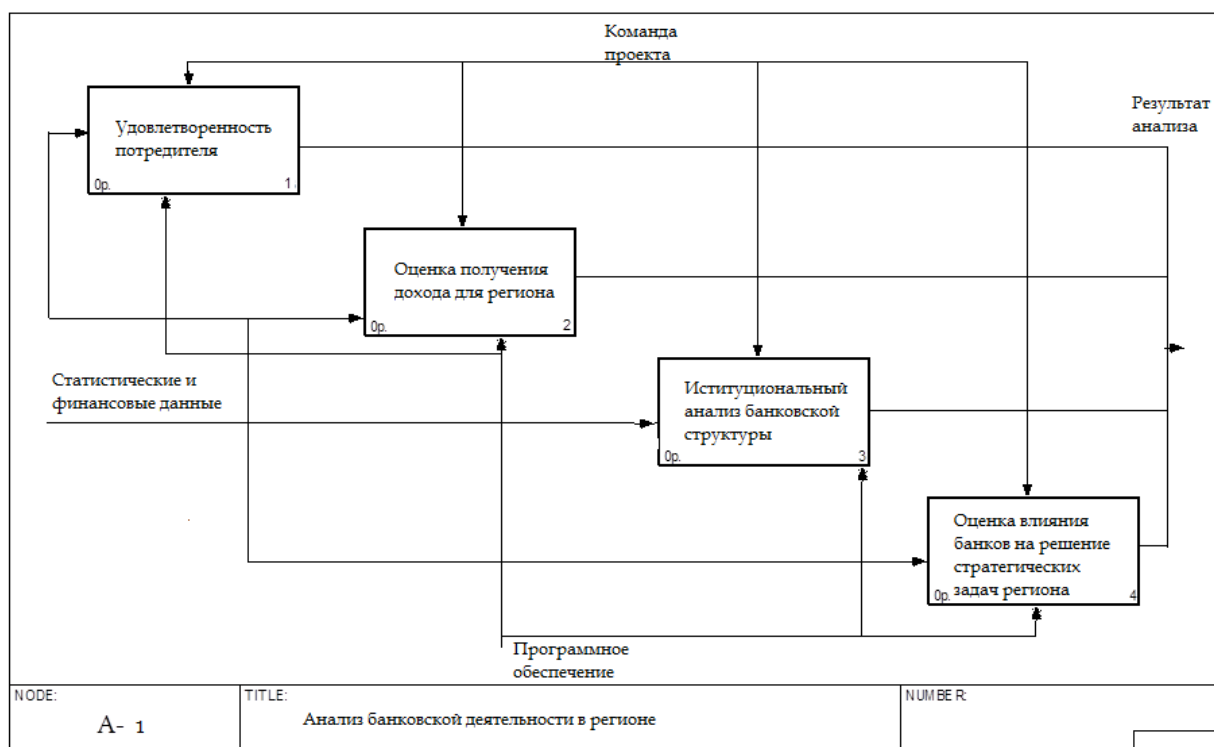 Команда
проекта
Результат
анализа
Удовлетворенность
потредителя
0р. 1
Оценка получения
дохода для региона
0р. 2
Статистические и
финансовые данные
Иституциональный
анализ банковской
структуры
0р. 3
Оценка влияния
банков на решение
стратегических
задач региона
0р. 4
Программное
обеспечение
NODE: TITLE: NUMBER:
А- 1 Анализ банковской деятельности в регионе